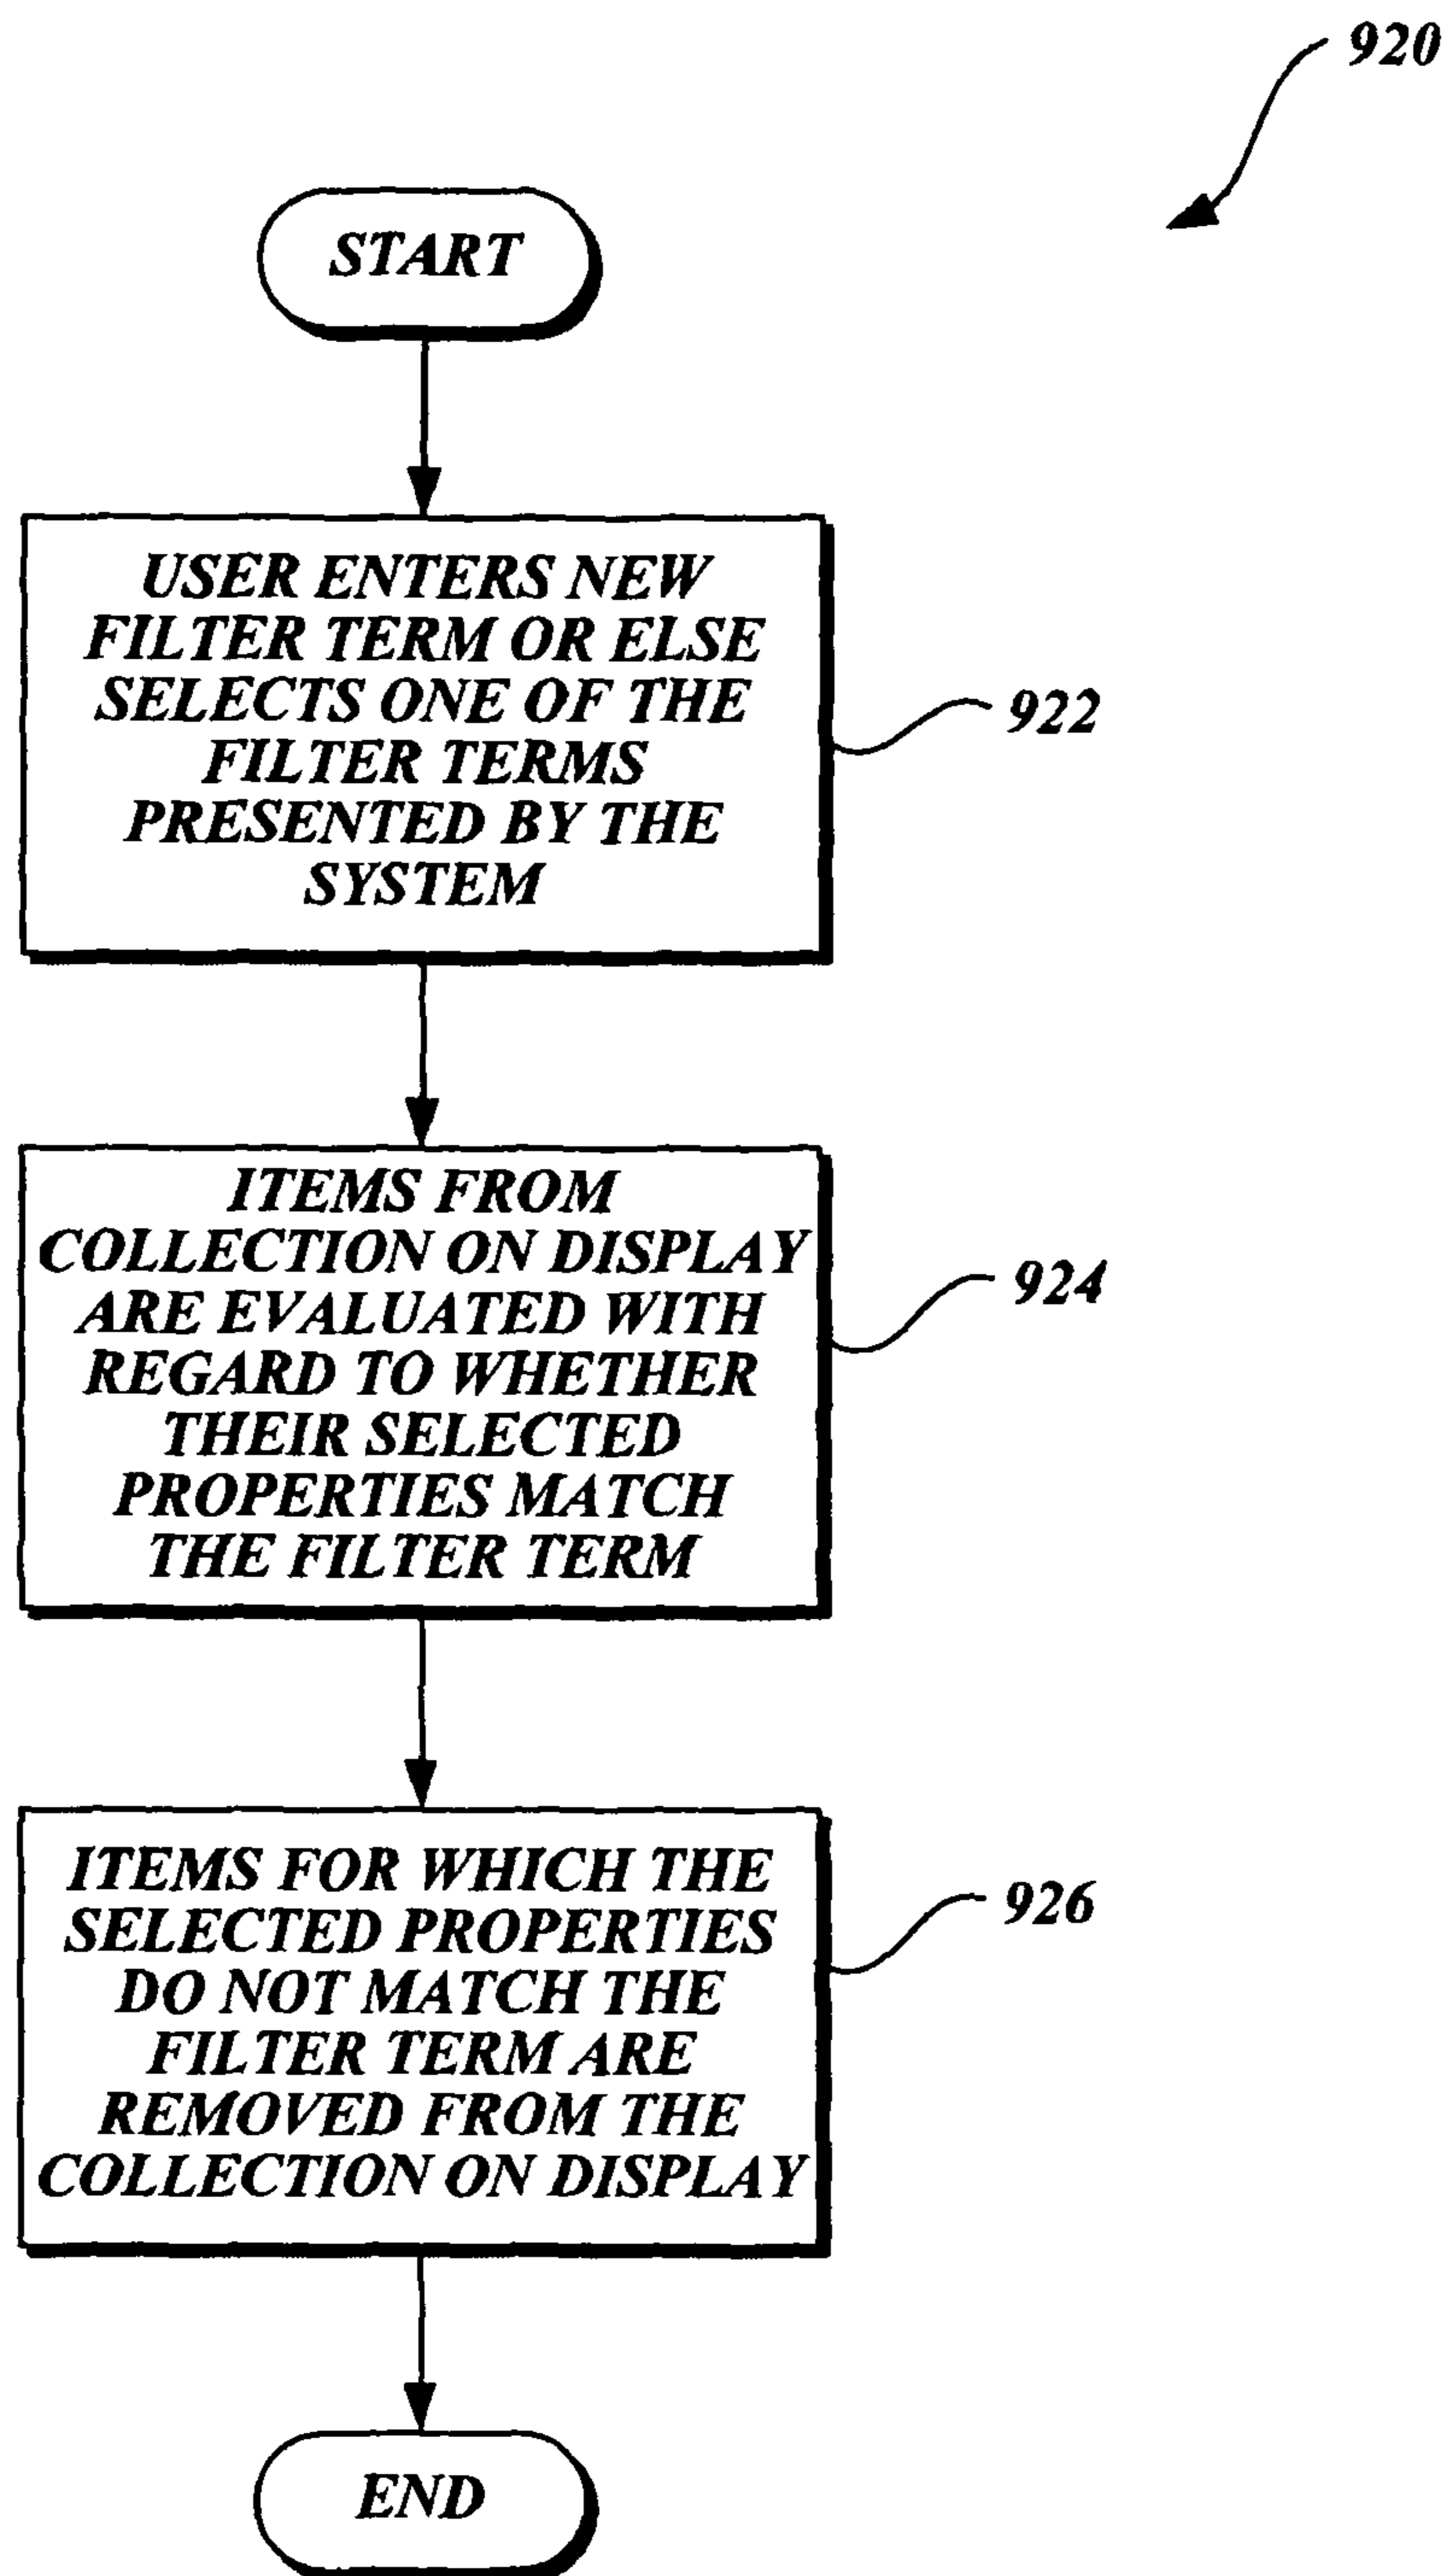 920
START
USER ENTERS NEW
FILTER TERM OR ELSE
SELECTS ONE OF THE
FILTER TERMS
PRESENTED BY THE
SYSTEM
922
ITEMS FROM
COLLECTION ON DISPLAY
ARE EVALUATED WITH
REGARD TO WHETHER
THEIR SELECTED
PROPERTIES MATCH
THE FILTER TERM
924
ITEMS FOR WHICH THE
SELECTED PROPERTIES
DO NOT MATCH THE
FILTER TERM ARE
REMOVED FROM THE
COLLECTION ON DISPLAY
926
END